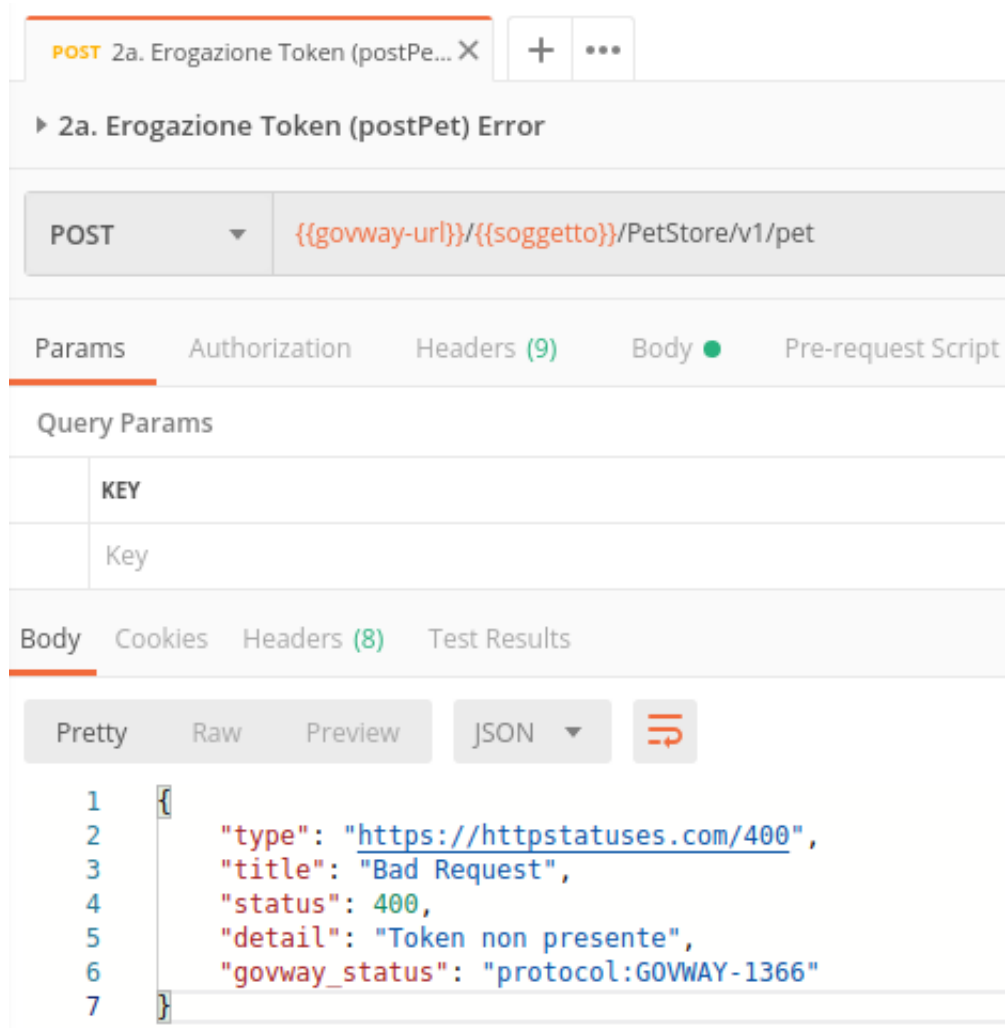 POST 2a. Erogazione Token (postPe...
2a. Erogazione Token (postPet) Error
POST {{govway-url}}/{{soggetto}}/PetStore/v1/pet
Params Authorization Headers (9) Body Pre-request Script
Query Params
KEY
Key
Body Cookies Headers (8) Test Results
Pretty Raw Preview JSON
1 {
2 "type": "https://httpstatuses.com/400",
3 "title": "Bad Request",
4 "status": 400,
5 "detail": "Token non presente",
6 "govway_status": "protocol:GOVWAY-1366"
7 }